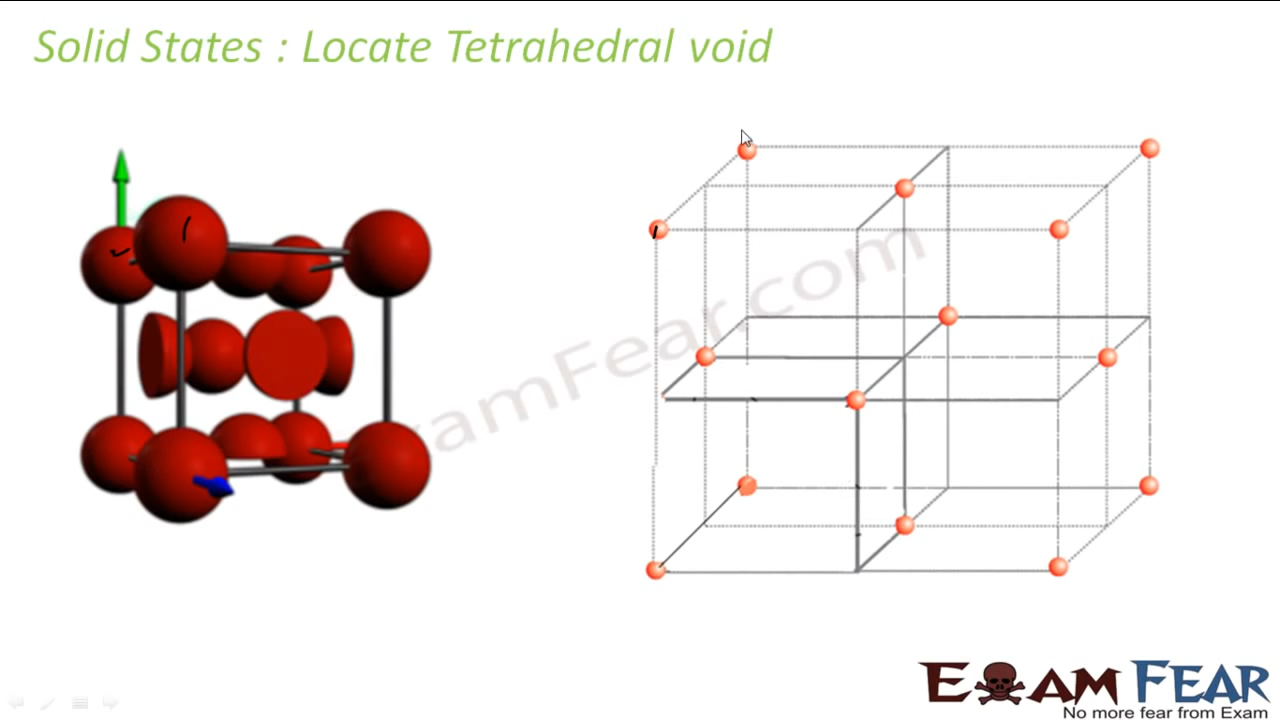 Solid States : Locate Tetrahedral void
ExamFear.com
EXAM FEAR
No more fear from Exam